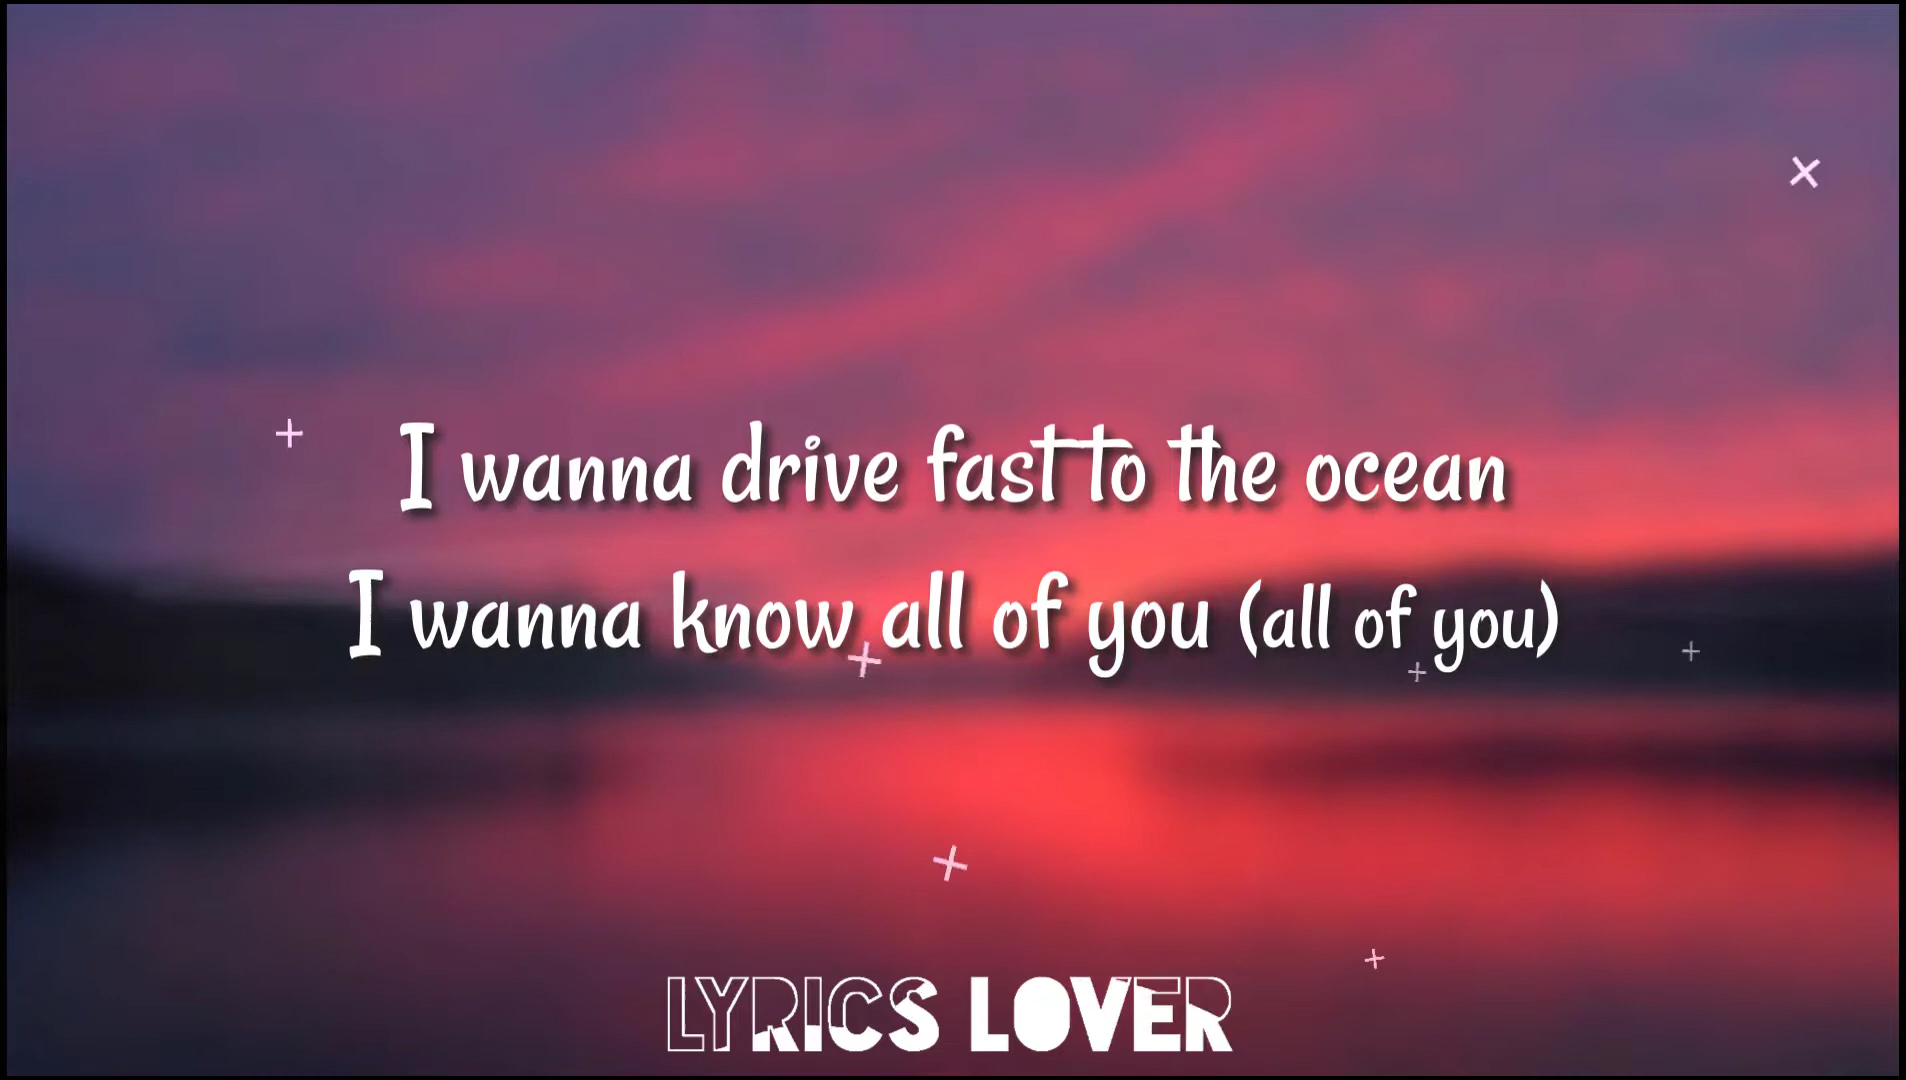 I wanna drive fast to the ocean
I wanna know all of you (all of you)
LYRICS LOVER